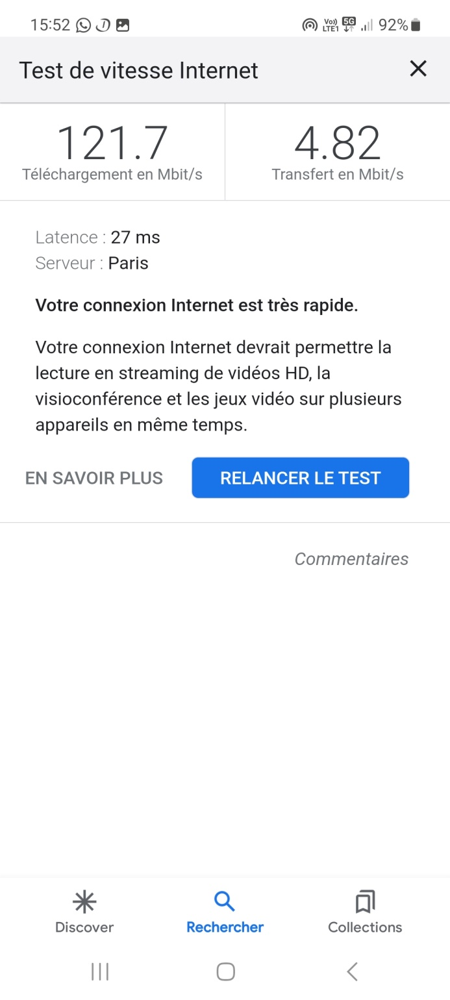 15:52
Vo)) LTE1 5G 92%
Test de vitesse Internet
121.7
Téléchargement en Mbit/s
4.82
Transfert en Mbit/s
Latence : 27 ms
Serveur : Paris
Votre connexion Internet est très rapide.
Votre connexion Internet devrait permettre la
lecture en streaming de vidéos HD, la
visioconférence et les jeux vidéo sur plusieurs
appareils en même temps.
EN SAVOIR PLUS
RELANCER LE TEST
Commentaires
Discover
Rechercher
Collections